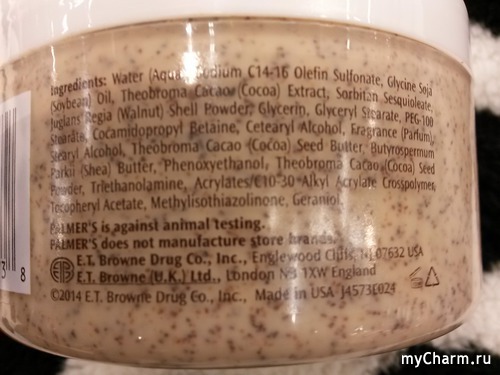 Ingredients: Water (Aqua), Sodium C14-16 Olefin Sulfonate, Glycine Soja
(Soybean) Oil, Theobroma Cacao (Cocoa) Extract, Sorbitan Sesquioleate,
Juglans Regia (Walnut) Shell Powder, Glycerin, Glyceryl Stearate, PEG-100
Stearate, Cocamidopropyl Betaine, Cetearyl Alcohol, Fragrance (Parfum),
Stearyl Alcohol, Theobroma Cacao (Cocoa) Seed Butter, Butyrospermum
Parkii (Shea) Butter, Phenoxyethanol, Theobroma Cacao (Cocoa) Seed
Powder, Triethanolamine, Acrylates/C10-30 Alkyl Acrylate Crosspolymer,
Tocopheryl Acetate, Methylisothiazolinone, Geraniol.
PALMER'S is against animal testing.
PALMER'S does not manufacture store brands.
E.T. Browne Drug Co., Inc., Englewood Cliffs, NJ 07632 USA
E.T. Browne (U.K.) Ltd., London N3 1XW England
©2014 E.T. Browne Drug Co., Inc., Made in USA J4573E024
3 8
myCharm.ru